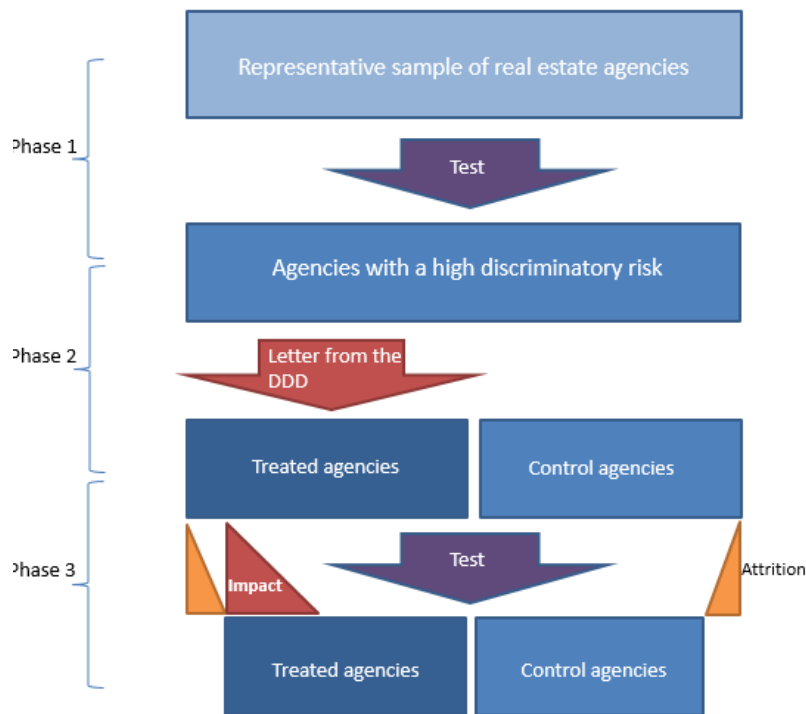 Representative sample of real estate agencies
Phase 1
Test
Agencies with a high discriminatory risk
Phase 2
Letter from the
DDD
Treated agencies
Control agencies
Phase 3
Test
Impact
Attrition
Treated agencies
Control agencies